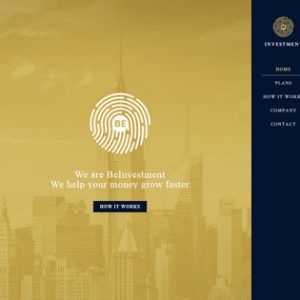 BE
We are BeInvestment
We help your money grow faster
HOW IT WORKS
INVESTMENT
HOME
PLANS
HOW IT WORKS
COMPANY
CONTACT